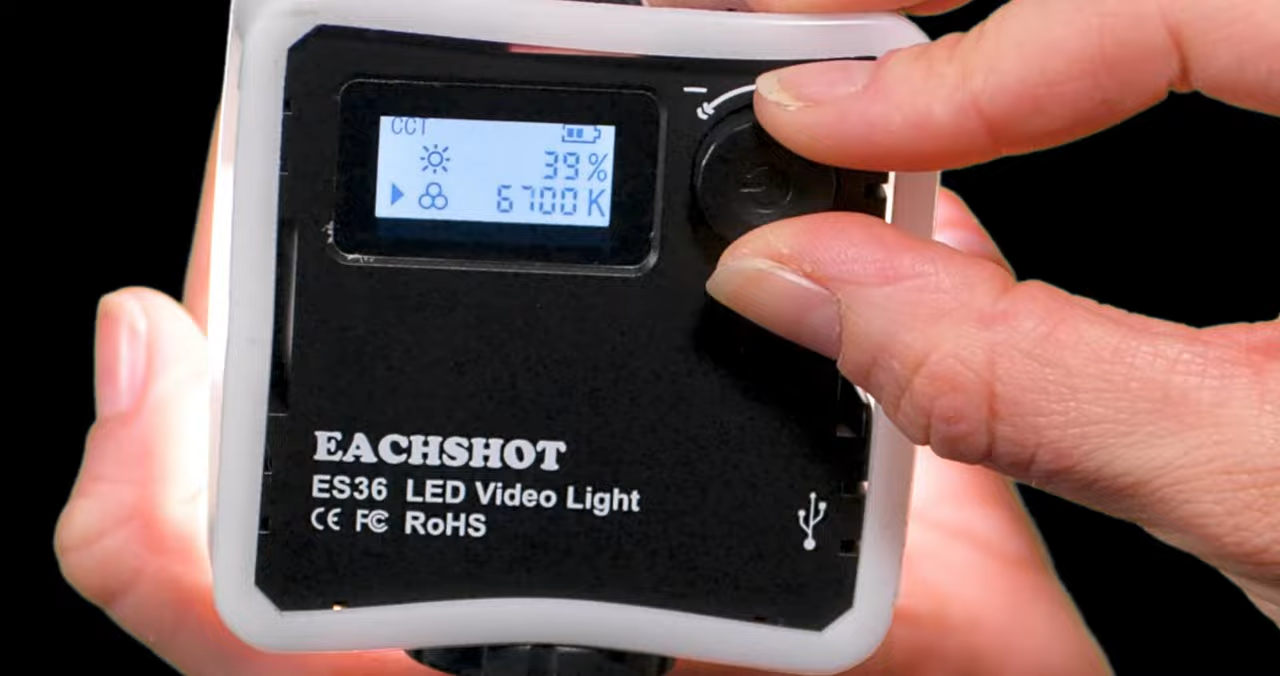 CCT
39%
6700K
EACHSHOT
ES36 LED Video Light
CE FC RoHS